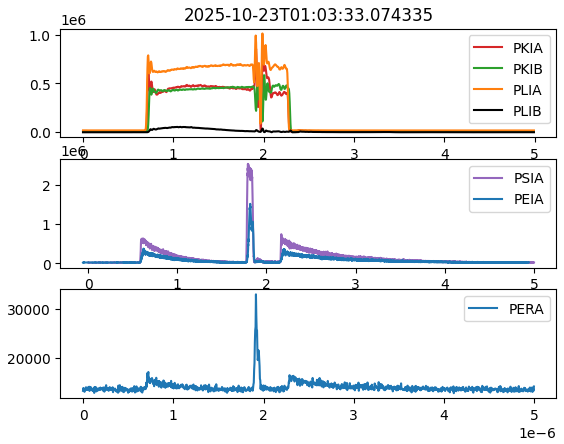 2025-10-23T01:03:33.074335
1e6
1.0
0.5
0.0
PKIA
PKIB
PLIA
PLIB
0 1 2 3 4 5
1e6
2
1
0
PSIA
PEIA
0 1 2 3 4 5
30000
20000
PERA
0 1 2 3 4 5
1e−6